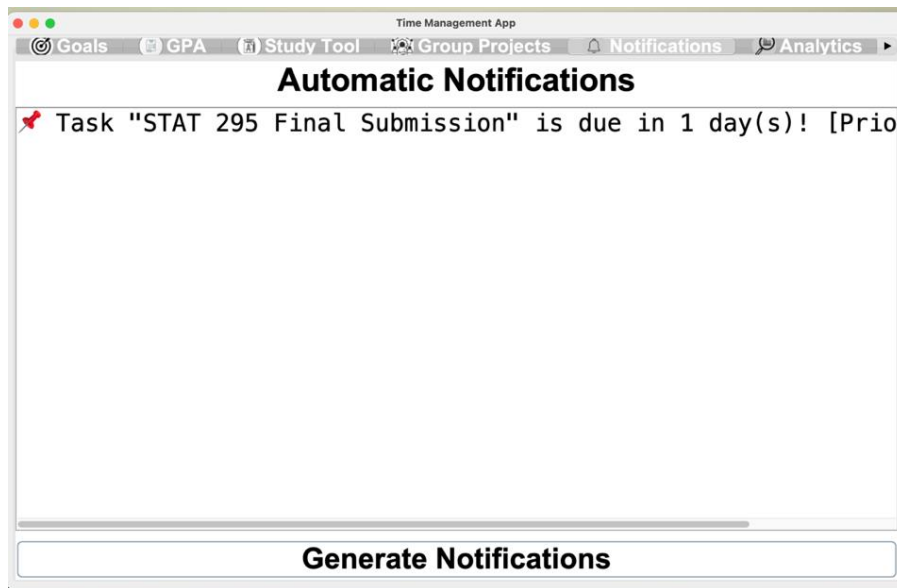 Time Management App
Goals GPA Study Tool Group Projects Notifications Analytics
Automatic Notifications
Task "STAT 295 Final Submission" is due in 1 day(s)! [Prio
Generate Notifications